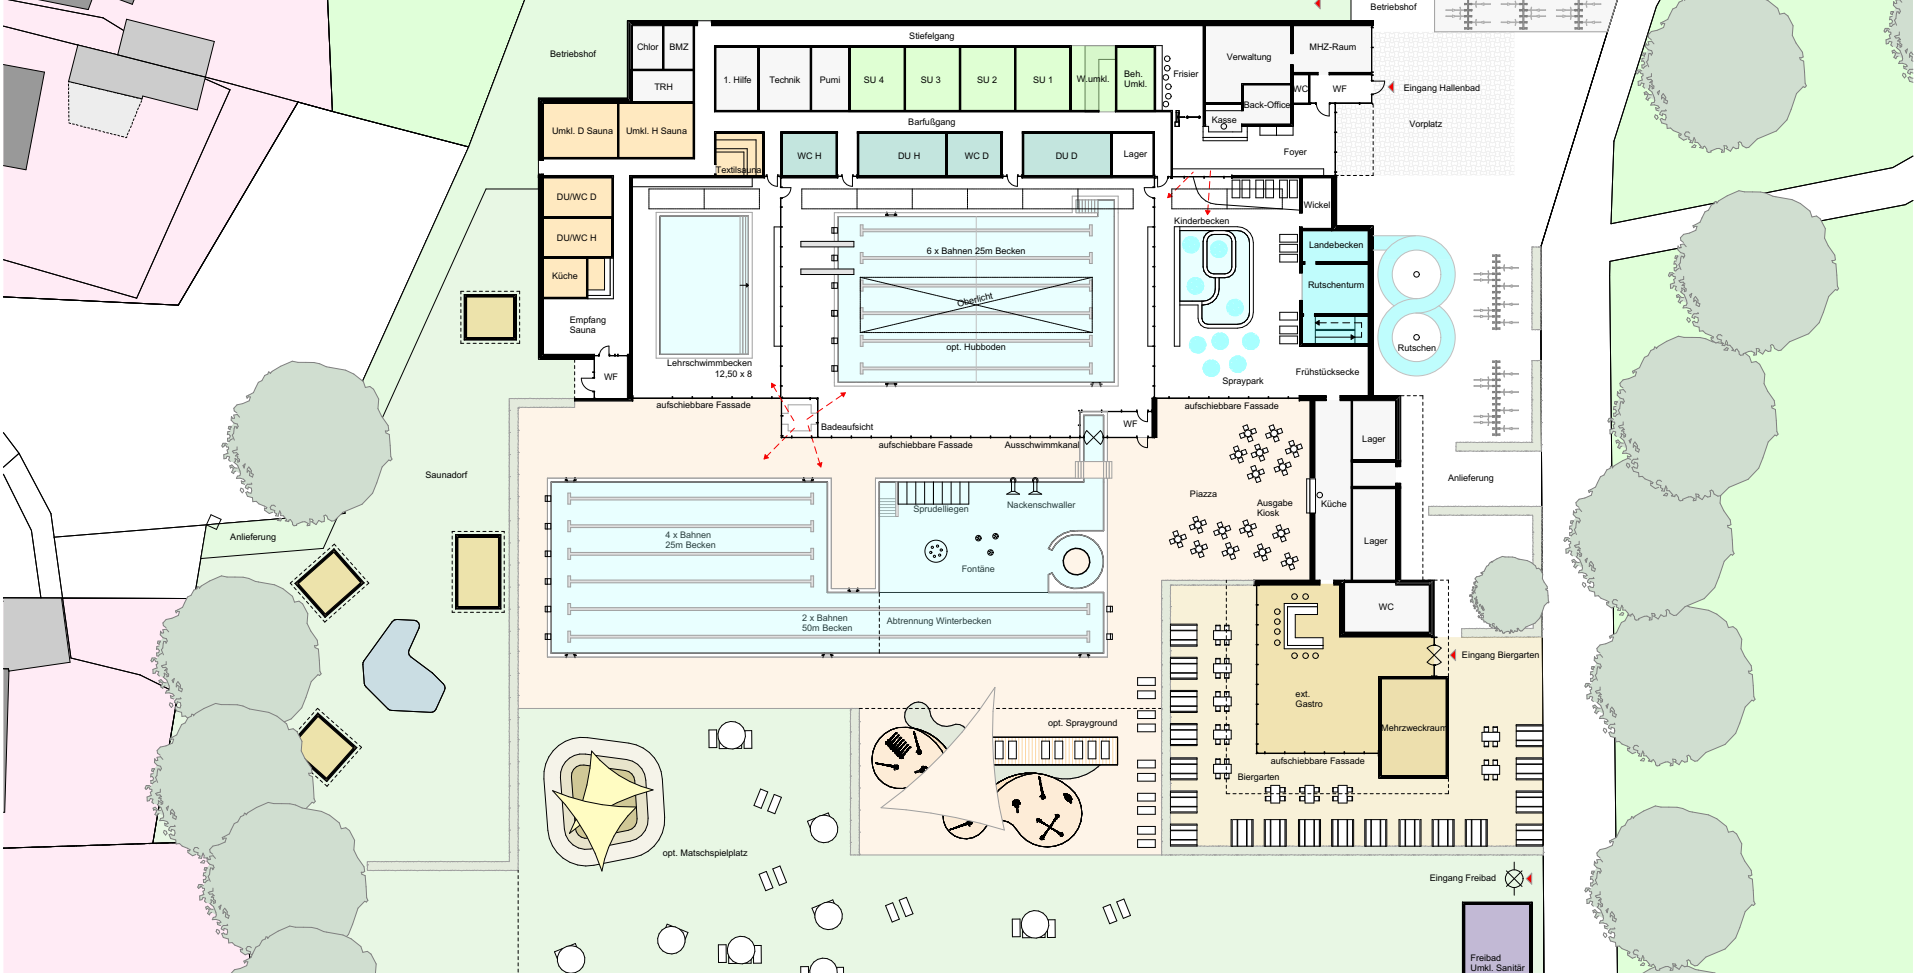 Betriebshof
Stiefelgang
Betriebshof
Chlor
BMZ
MHZ-Raum
Verwaltung
TRH
1. Hilfe
Technik
Pumi
SU 4
SU 3
SU 2
SU 1
W.umkl.
Beh.
Umkl.
Frisier
WC
WF
Eingang Hallenbad
Back-Office
Kasse
Barfußgang
Vorplatz
Umkl. D Sauna
Umkl. H Sauna
Foyer
WC H
DU H
WC D
DU D
Lager
Textilsauna
DU/WC D
Wickel
Kinderbecken
DU/WC H
Landebecken
6 x Bahnen 25m Becken
Küche
Rutschenturm
Oberlicht
Empfang
Sauna
opt. Hubboden
Rutschen
Lehrschwimmbecken
12,50 x 8
WF
Frühstücksecke
Spraypark
aufschiebbare Fassade
aufschiebbare Fassade
Badeaufsicht
WF
aufschiebbare Fassade
Ausschwimmkanal
Lager
Saunadorf
Anlieferung
Piazza
Ausgabe
Kiosk
Küche
Sprudelliegen
Nackenschwaller
Anlieferung
4 x Bahnen
25m Becken
Lager
Fontäne
WC
2 x Bahnen
50m Becken
Abtrennung Winterbecken
Eingang Biergarten
ext.
Gastro
opt. Sprayground
Mehrzweckraum
aufschiebbare Fassade
Biergarten
opt. Matschspielplatz
Eingang Freibad
Freibad
Umkl. Sanitär